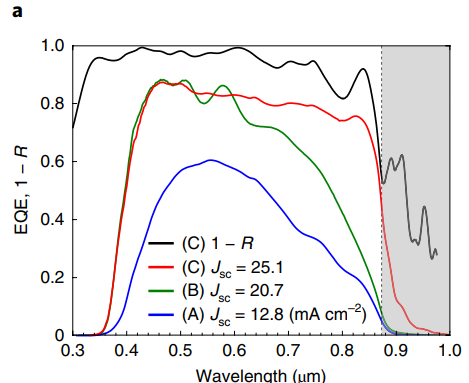 a
EQE, 1 − R
1.0
0.8
0.6
0.4
0.2
0
(C) 1 − R
(C) Jsc = 25.1
(B) Jsc = 20.7
(A) Jsc = 12.8 (mA cm−2)
0.3 0.4 0.5 0.6 0.7 0.8 0.9 1.0
Wavelength (μm)